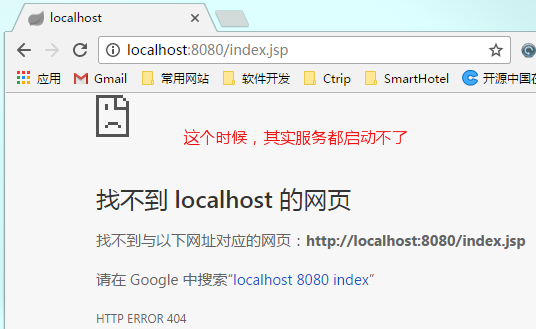 localhost
localhost:8080/index.jsp
应用 Gmail 常用网站 软件开发 Ctrip SmartHotel 开源中国在
这个时候，其实服务都启动不了
找不到 localhost 的网页
找不到与以下网址对应的网页：http://localhost:8080/index.jsp
请在 Google 中搜索“localhost 8080 index”
HTTP ERROR 404